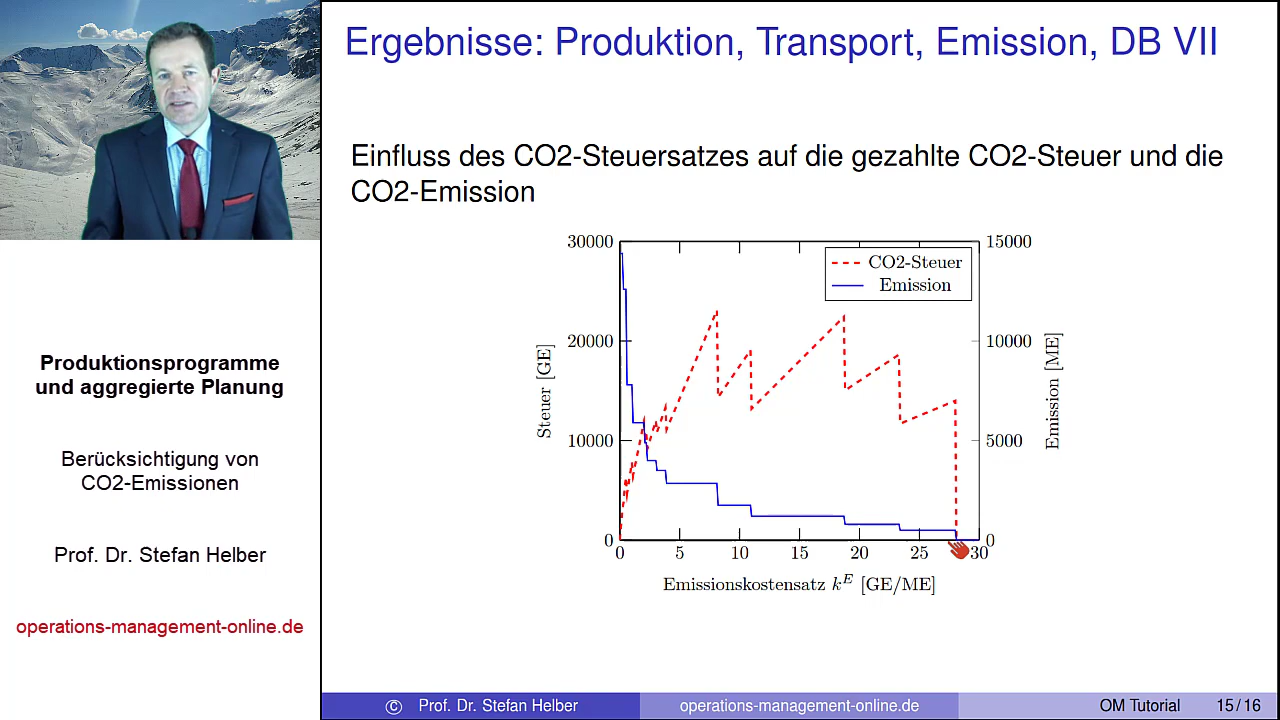 Ergebnisse: Produktion, Transport, Emission, DB VII
Einfluss des CO2-Steuersatzes auf die gezahlte CO2-Steuer und die
CO2-Emission
30000
20000
10000
0
Steuer [GE]
CO2-Steuer
Emission
15000
10000
5000
0
Emission [ME]
0 5 10 15 20 25 30
Emissionskostensatz k^E [GE/ME]
Produktionsprogramme
und aggregierte Planung
Berücksichtigung von
CO2-Emissionen
Prof. Dr. Stefan Helber
operations-management-online.de
© Prof. Dr. Stefan Helber operations-management-online.de OM Tutorial 15 / 16